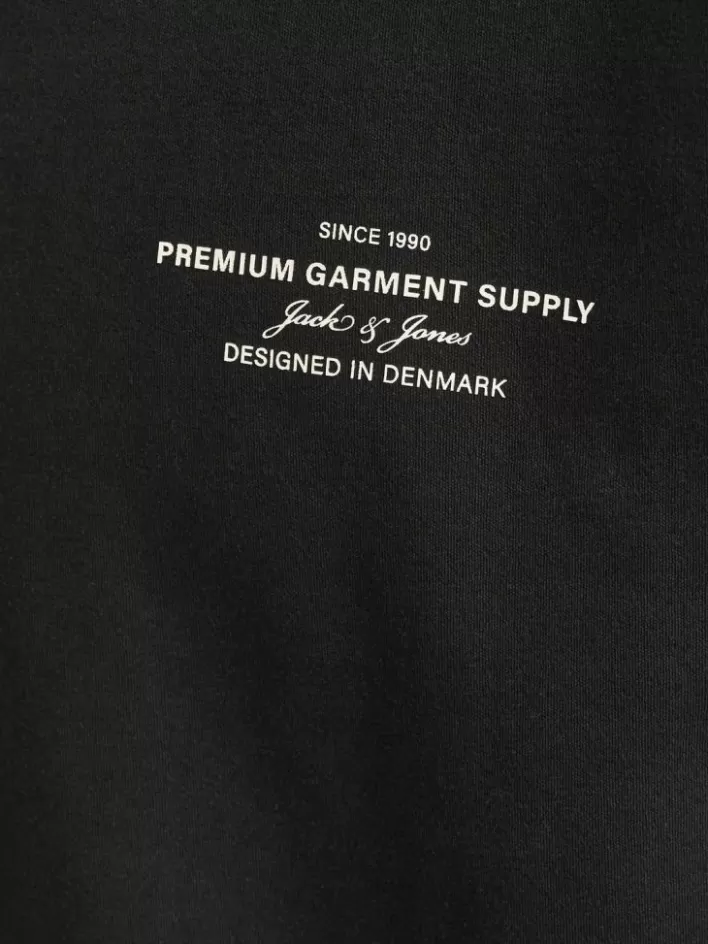 SINCE 1990
PREMIUM GARMENT SUPPLY
Jack & Jones
DESIGNED IN DENMARK